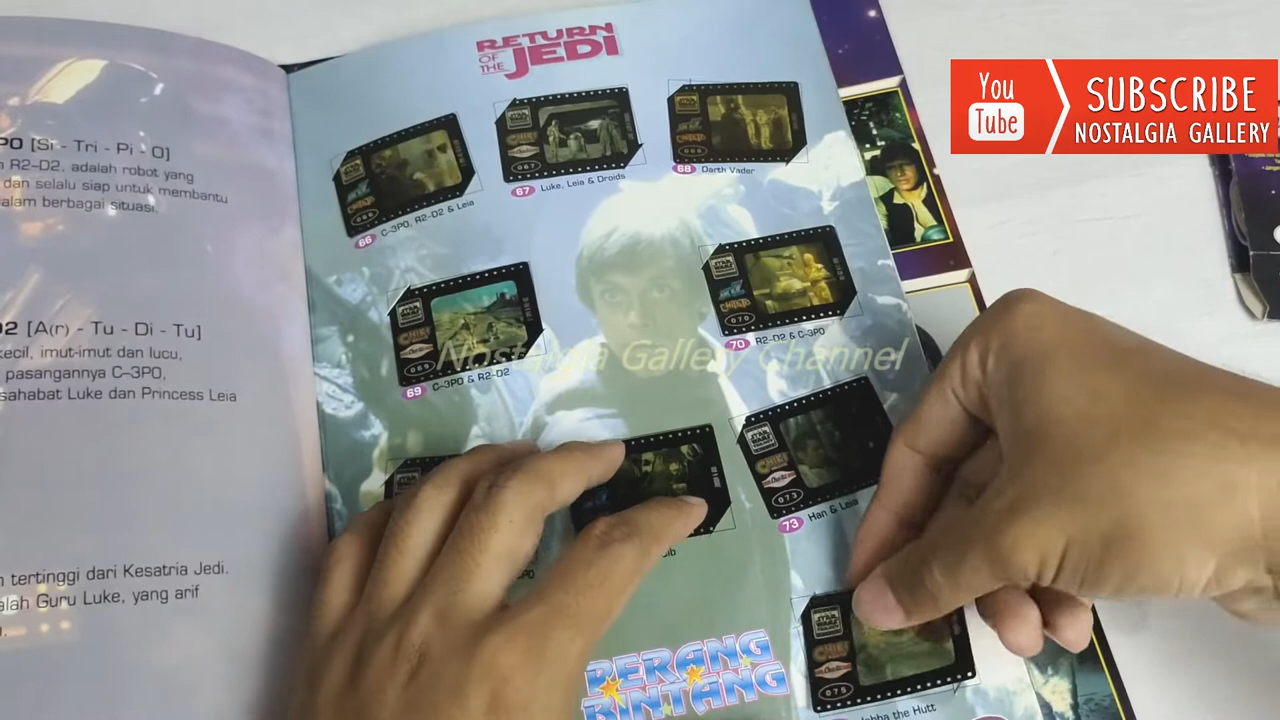 RETURN
OF THE
JEDI
PO [Si - Tri - Pi - O]
R2-D2, adalah robot yang
dan selalu siap untuk membantu
alam berbagai situasi.
D2 [A(r) - Tu - Di - Tu]
kecil, imut-imut dan lucu,
pasangannya C-3PO,
sahabat Luke dan Princess Leia
tertinggi dari Kesatria Jedi.
alah Guru Luke, yang arif
66 C-3PO, R2-D2 & Leia
067
67 Luke, Leia & Droids
068
68 Darth Vader
069
69 C-3PO & R2-D2
CHITATO
070
70 R2-D2 & C-3PO
073
73 Han & Leia
075
Jabba the Hutt
PERANG
BINTANG
Nostalgia Gallery Channel
You
Tube
SUBSCRIBE
NOSTALGIA GALLERY